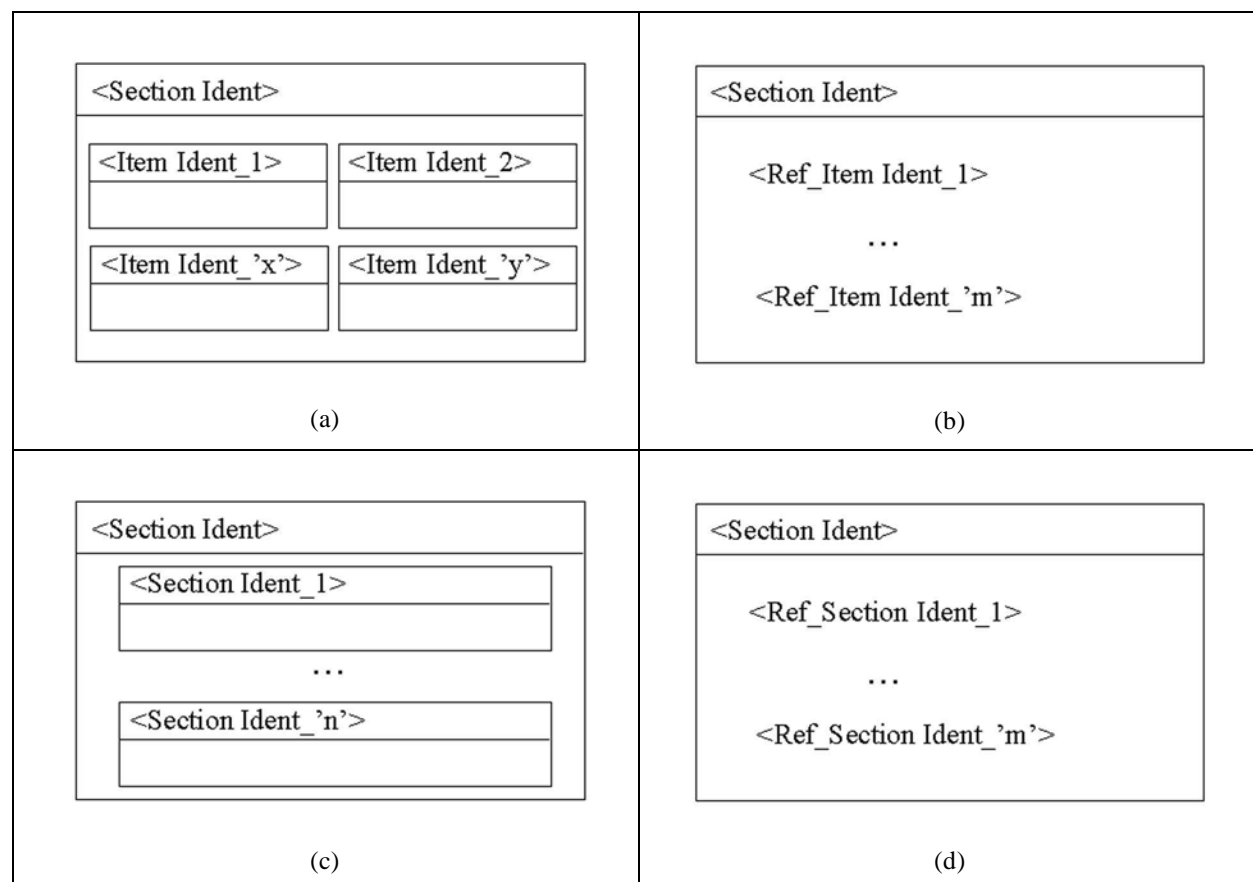 <Section Ident>
<Item Ident_1>
<Item Ident_2>
<Item Ident_’x’>
<Item Ident_’y’>
(a)
<Section Ident>
<Ref_Item Ident_1>
...
<Ref_Item Ident_’m’>
(b)
<Section Ident>
<Section Ident_1>
...
<Section Ident_’n’>
(c)
<Section Ident>
<Ref_Section Ident_1>
...
<Ref_Section Ident_’m’>
(d)